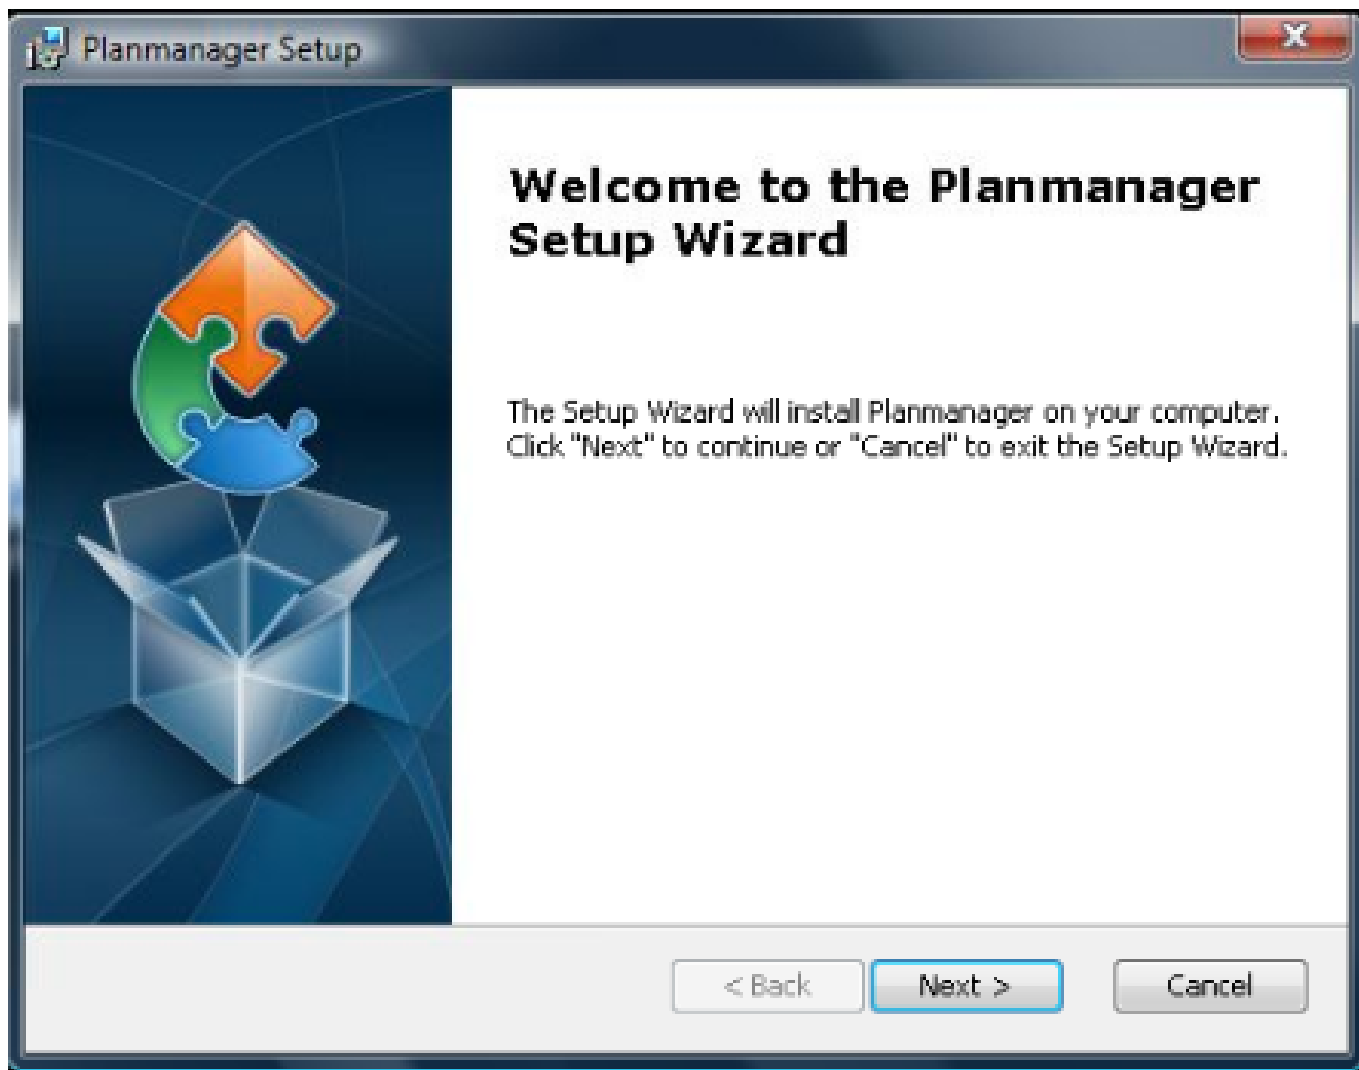 Planmanager Setup
Welcome to the Planmanager
Setup Wizard
The Setup Wizard will install Planmanager on your computer.
Click "Next" to continue or "Cancel" to exit the Setup Wizard.
< Back
Next >
Cancel